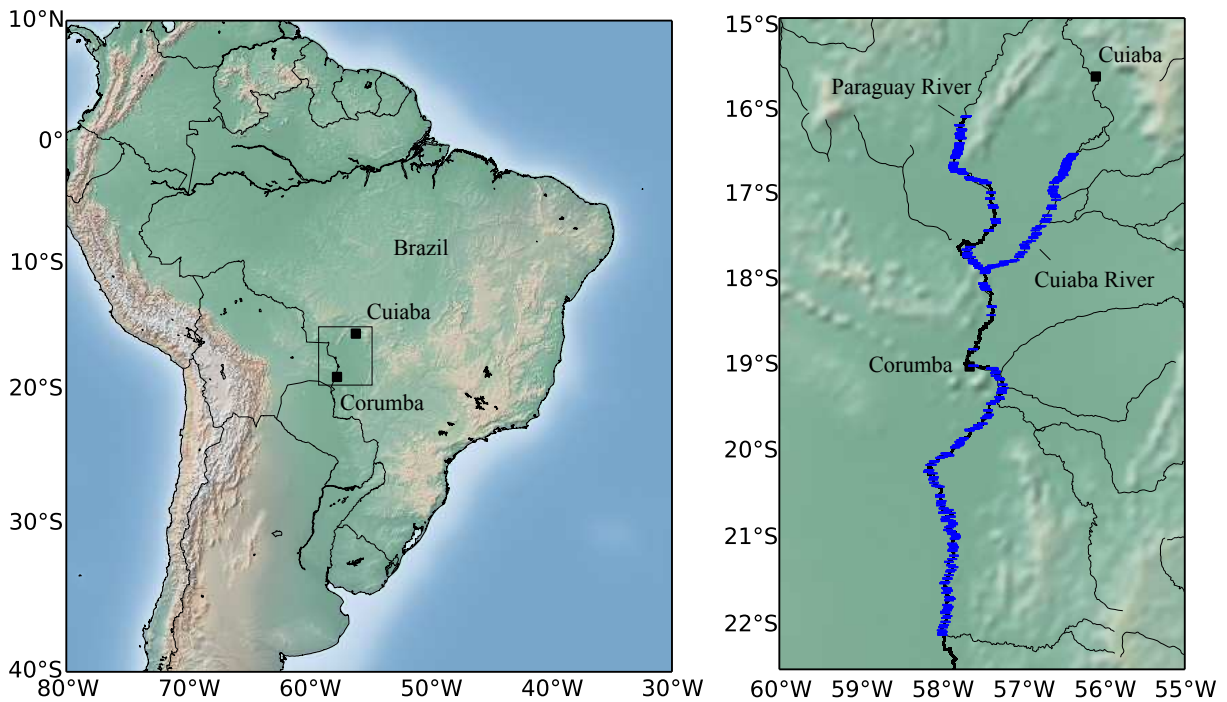 10°N
0°
10°S
20°S
30°S
40°S
80°W 70°W 60°W 50°W 40°W 30°W
Brazil
Cuiaba
Corumba
15°S
16°S
17°S
18°S
19°S
20°S
21°S
22°S
60°W 59°W 58°W 57°W 56°W 55°W
Cuiaba
Paraguay River
Cuiaba River
Corumba